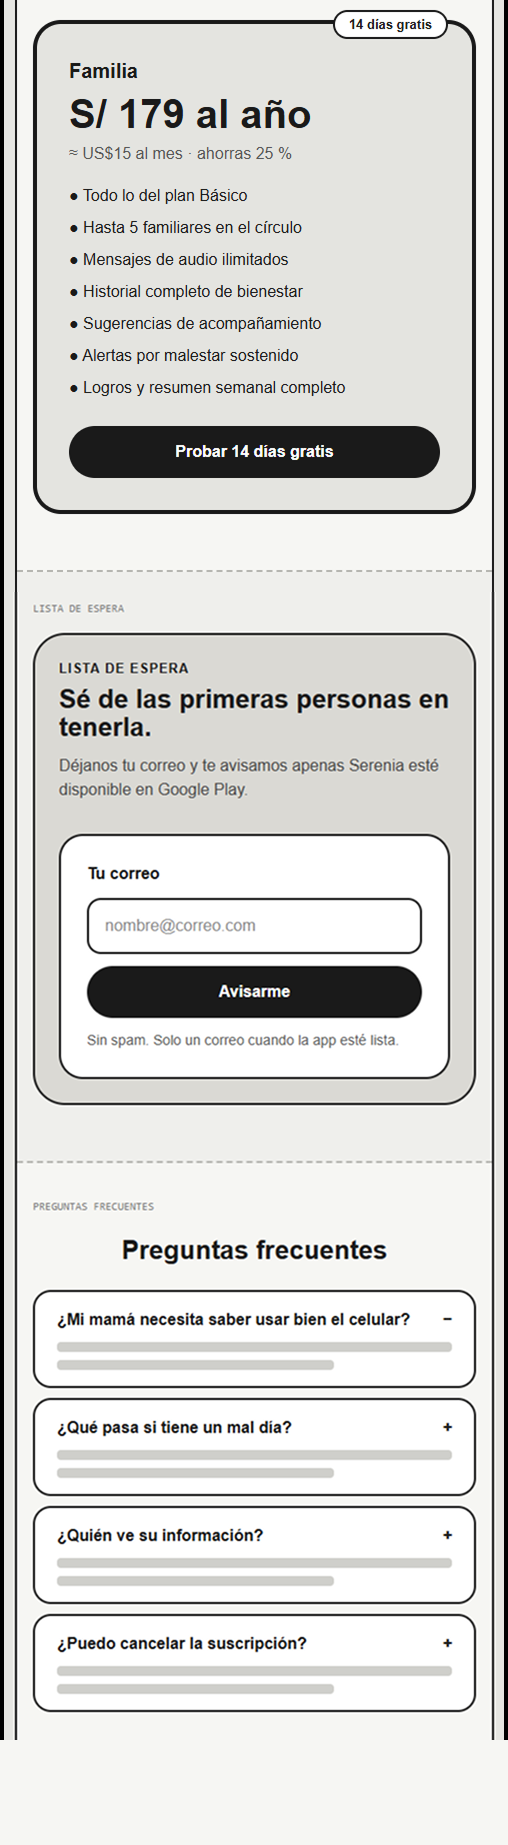 14 días gratis
Familia
S/ 179 al año
≈ US$15 al mes · ahorras 25 %
● Todo lo del plan Básico
● Hasta 5 familiares en el círculo
● Mensajes de audio ilimitados
● Historial completo de bienestar
● Sugerencias de acompañamiento
● Alertas por malestar sostenido
● Logros y resumen semanal completo
Probar 14 días gratis
LISTA DE ESPERA
LISTA DE ESPERA
Sé de las primeras personas en
tenerla.
Déjanos tu correo y te avisamos apenas Serenia esté
disponible en Google Play.
Tu correo
nombre@correo.com
Avisarme
Sin spam. Solo un correo cuando la app esté lista.
PREGUNTAS FRECUENTES
Preguntas frecuentes
¿Mi mamá necesita saber usar bien el celular? −
¿Qué pasa si tiene un mal día? +
¿Quién ve su información? +
¿Puedo cancelar la suscripción? +